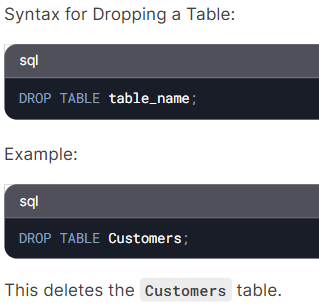 Syntax for Dropping a Table:
sql
DROP TABLE table_name;
Example:
sql
DROP TABLE Customers;
This deletes the Customers table.